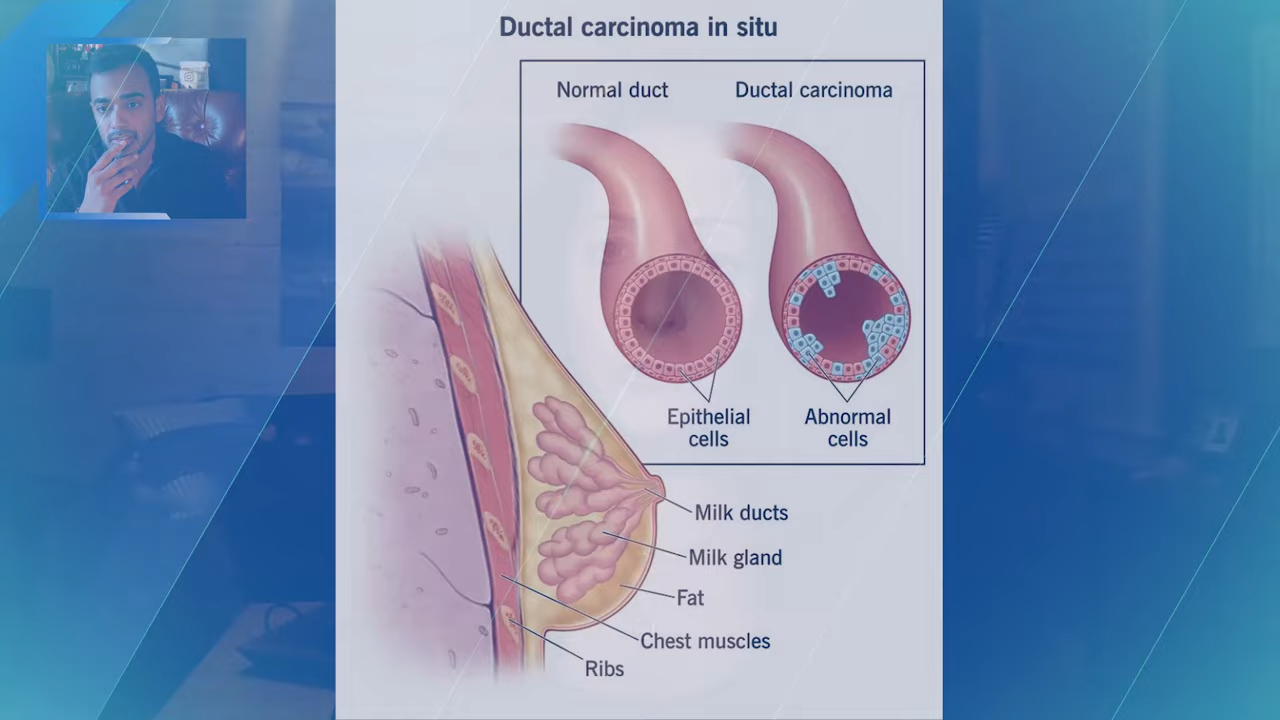 Ductal carcinoma in situ
Normal duct
Ductal carcinoma
Epithelial
cells
Abnormal
cells
Milk ducts
Milk gland
Fat
Chest muscles
Ribs